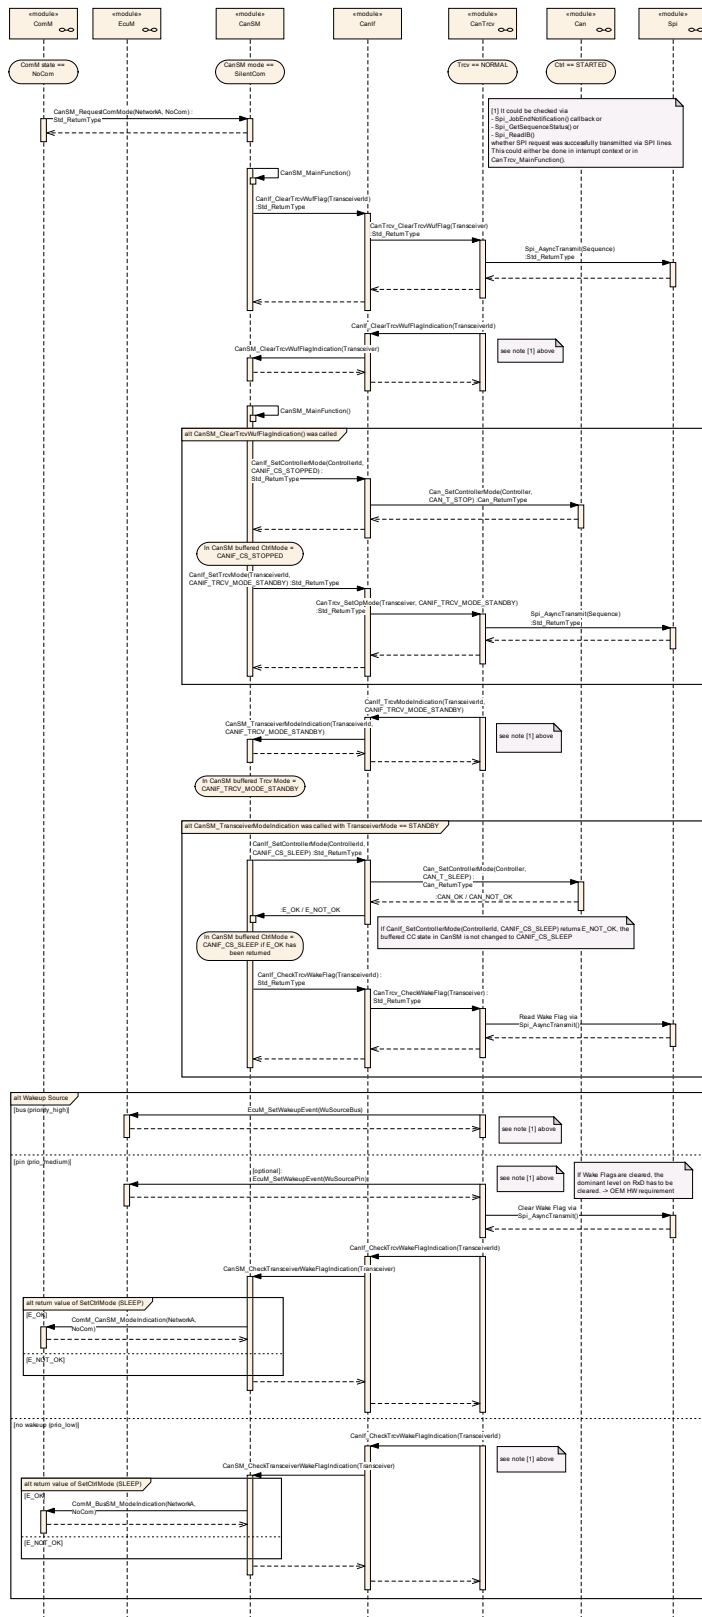 «module»
ComM
«module»
EcuM
«module»
CanSM
«module»
CanIf
«module»
CanTrcv
«module»
Can
«module»
Spi
ComM state ==
NoCom
CanSM mode ==
SilentCom
Trcv == NORMAL
Ctrl == STARTED
CanSM_RequestComMode(NetworkA, NoCom) :
Std_ReturnType
[1] It could be checked via
- Spi_JobEndNotification() callback or
- Spi_GetSequenceStatus() or
- Spi_ReadIB()
whether SPI request was successfully transmitted via SPI lines.
This could either be done in interrupt context or in
CanTrcv_MainFunction().
CanSM_MainFunction()
CanIf_ClearTrcvWufFlag(TransceiverId)
:Std_ReturnType
CanTrcv_ClearTrcvWufFlag(Transceiver)
:Std_ReturnType
Spi_AsyncTransmit(Sequence)
:Std_ReturnType
CanIf_ClearTrcvWufFlagIndication(TransceiverId)
CanSM_ClearTrcvWufFlagIndication(Transceiver)
see note [1] above
CanSM_MainFunction()
alt CanSM_ClearTrcvWufFlagIndication() was called
CanIf_SetControllerMode(ControllerId,
CANIF_CS_STOPPED) :
Std_ReturnType
Can_SetControllerMode(Controller,
CAN_T_STOP) :Can_ReturnType
In CanSM buffered CtrlMode =
CANIF_CS_STOPPED
CanIf_SetTrcvMode(TransceiverId,
CANIF_TRCV_MODE_STANDBY) :Std_ReturnType
CanTrcv_SetOpMode(Transceiver, CANIF_TRCV_MODE_STANDBY)
:Std_ReturnType
Spi_AsyncTransmit(Sequence)
:Std_ReturnType
CanIf_TrcvModeIndication(TransceiverId,
CANIF_TRCV_MODE_STANDBY)
CanSM_TransceiverModeIndication(TransceiverId,
CANIF_TRCV_MODE_STANDBY)
see note [1] above
In CanSM buffered Trcv Mode =
CANIF_TRCV_MODE_STANDBY
alt CanSM_TransceiverModeIndication was called with TransceiverMode == STANDBY
CanIf_SetControllerMode(ControllerId,
CANIF_CS_SLEEP) :Std_ReturnType
Can_SetControllerMode(Controller,
CAN_T_SLEEP) :
Can_ReturnType
:CAN_OK / CAN_NOT_OK
:E_OK / E_NOT_OK
If CanIf_SetControllerMode(ControllerId, CANIF_CS_SLEEP) returns E_NOT_OK, the
buffered CC state in CanSM is not changed to CANIF_CS_SLEEP
In CanSM buffered CtrlMode =
CANIF_CS_SLEEP if E_OK has
been returned
CanIf_CheckTrcvWakeFlag(TransceiverId) :
Std_ReturnType
CanTrcv_CheckWakeFlag(Transceiver) :
Std_ReturnType
Read Wake Flag via
Spi_AsyncTransmit()
alt Wakeup Source
[bus (priority_high)]
EcuM_SetWakeupEvent(WuSourceBus)
see note [1] above
[pin (prio_medium)]
[optional]:
EcuM_SetWakeupEvent(WuSourcePin)
see note [1] above
If Wake Flags are cleared, the
dominant level on RxD has to be
cleared. -> OEM HW requirement
Clear Wake Flag via
Spi_AsyncTransmit()
CanIf_CheckTrcvWakeFlagIndication(TransceiverId)
CanSM_CheckTransceiverWakeFlagIndication(Transceiver)
alt return value of SetCtrlMode (SLEEP)
[E_OK]
ComM_CanSM_ModeIndication(NetworkA,
NoCom)
[E_NOT_OK]
[no wakeup (prio_low)]
CanIf_CheckTrcvWakeFlagIndication(TransceiverId)
see note [1] above
CanSM_CheckTransceiverWakeFlagIndication(Transceiver)
alt return value of SetCtrlMode (SLEEP)
[E_OK]
ComM_BusSM_ModeIndication(NetworkA,
NoCom)
[E_NOT_OK]